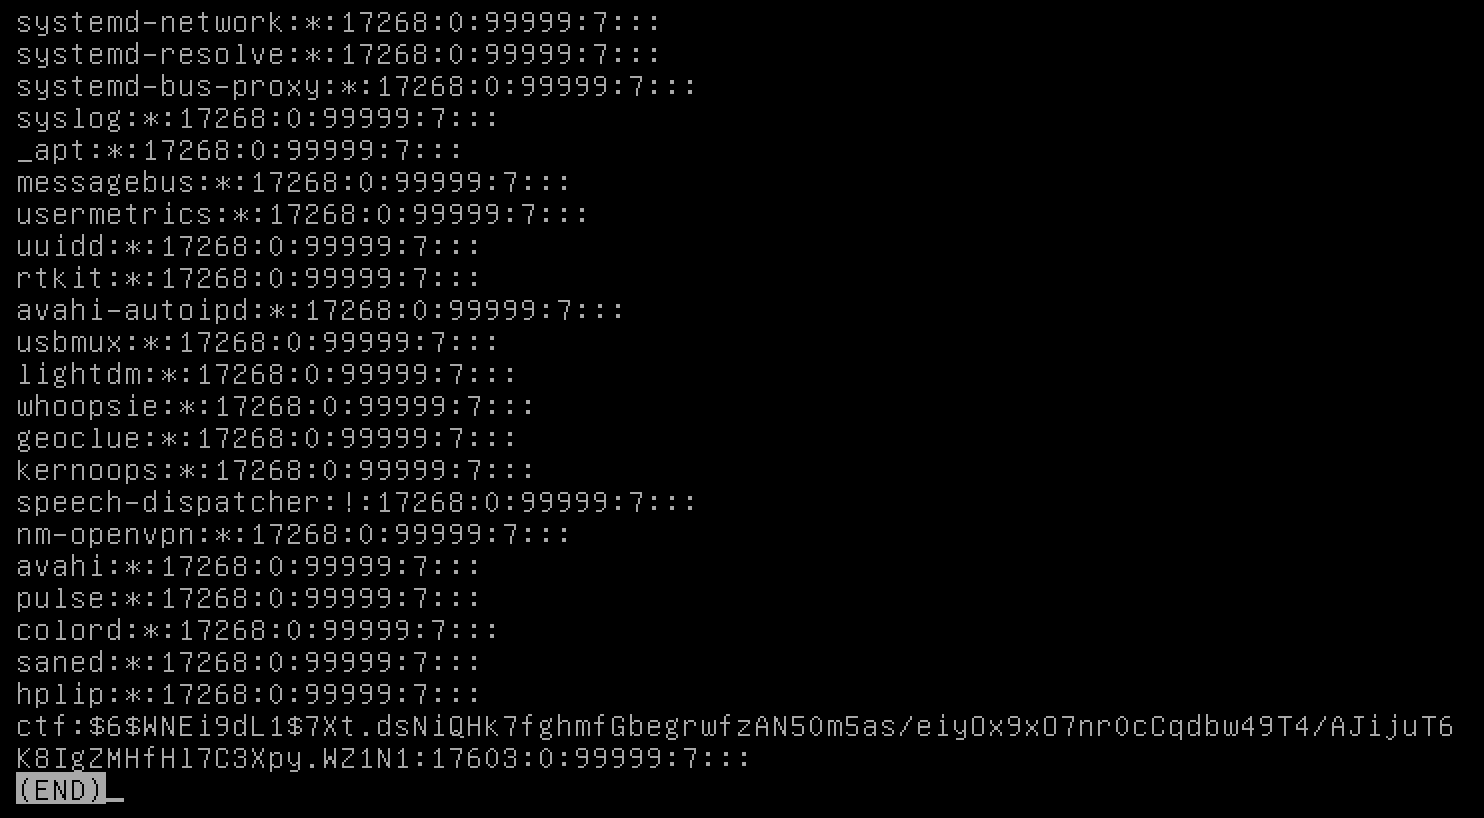 systemd-network:*:17268:0:99999:7:::
systemd-resolve:*:17268:0:99999:7:::
systemd-bus-proxy:*:17268:0:99999:7:::
syslog:*:17268:0:99999:7:::
_apt:*:17268:0:99999:7:::
messagebus:*:17268:0:99999:7:::
usermetrics:*:17268:0:99999:7:::
uuidd:*:17268:0:99999:7:::
rtkit:*:17268:0:99999:7:::
avahi-autoipd:*:17268:0:99999:7:::
usbmux:*:17268:0:99999:7:::
lightdm:*:17268:0:99999:7:::
whoopsie:*:17268:0:99999:7:::
geoclue:*:17268:0:99999:7:::
kernoops:*:17268:0:99999:7:::
speech-dispatcher:!:17268:0:99999:7:::
nm-openvpn:*:17268:0:99999:7:::
avahi:*:17268:0:99999:7:::
pulse:*:17268:0:99999:7:::
colord:*:17268:0:99999:7:::
saned:*:17268:0:99999:7:::
hplip:*:17268:0:99999:7:::
ctf:$6$WNEi9dL1$7Xt.dsNiQHk7fghmfGbegrwfzAN50m5as/eiyOx9xO7nr0cCqdbw49T4/AJijuT6
K8IgZMHfHl7C3Xpy.WZ1N1:17603:0:99999:7:::
(END)